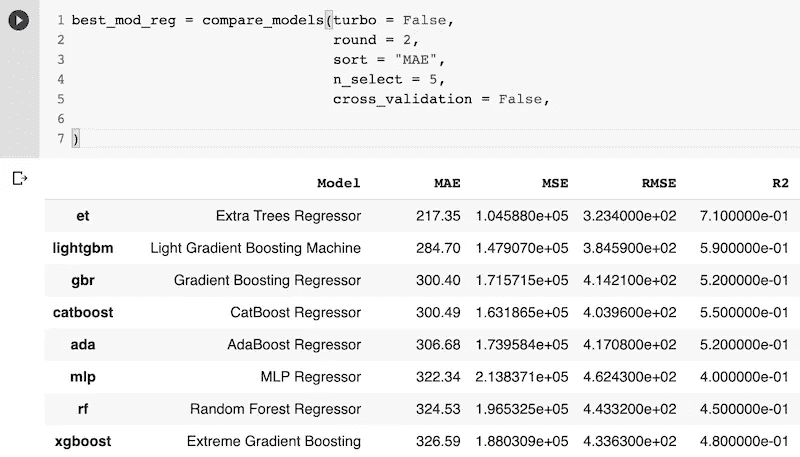 1 best_mod_reg = compare_models(turbo = False,
2 round = 2,
3 sort = "MAE",
4 n_select = 5,
5 cross_validation = False,
6
7 )
Model MAE MSE RMSE R2
et Extra Trees Regressor 217.35 1.045880e+05 3.234000e+02 7.100000e-01
lightgbm Light Gradient Boosting Machine 284.70 1.479070e+05 3.845900e+02 5.900000e-01
gbr Gradient Boosting Regressor 300.40 1.715715e+05 4.142100e+02 5.200000e-01
catboost CatBoost Regressor 300.49 1.631865e+05 4.039600e+02 5.500000e-01
ada AdaBoost Regressor 306.68 1.739584e+05 4.170800e+02 5.200000e-01
mlp MLP Regressor 322.34 2.138371e+05 4.624300e+02 4.000000e-01
rf Random Forest Regressor 324.53 1.965325e+05 4.433200e+02 4.500000e-01
xgboost Extreme Gradient Boosting 326.59 1.880309e+05 4.336300e+02 4.800000e-01